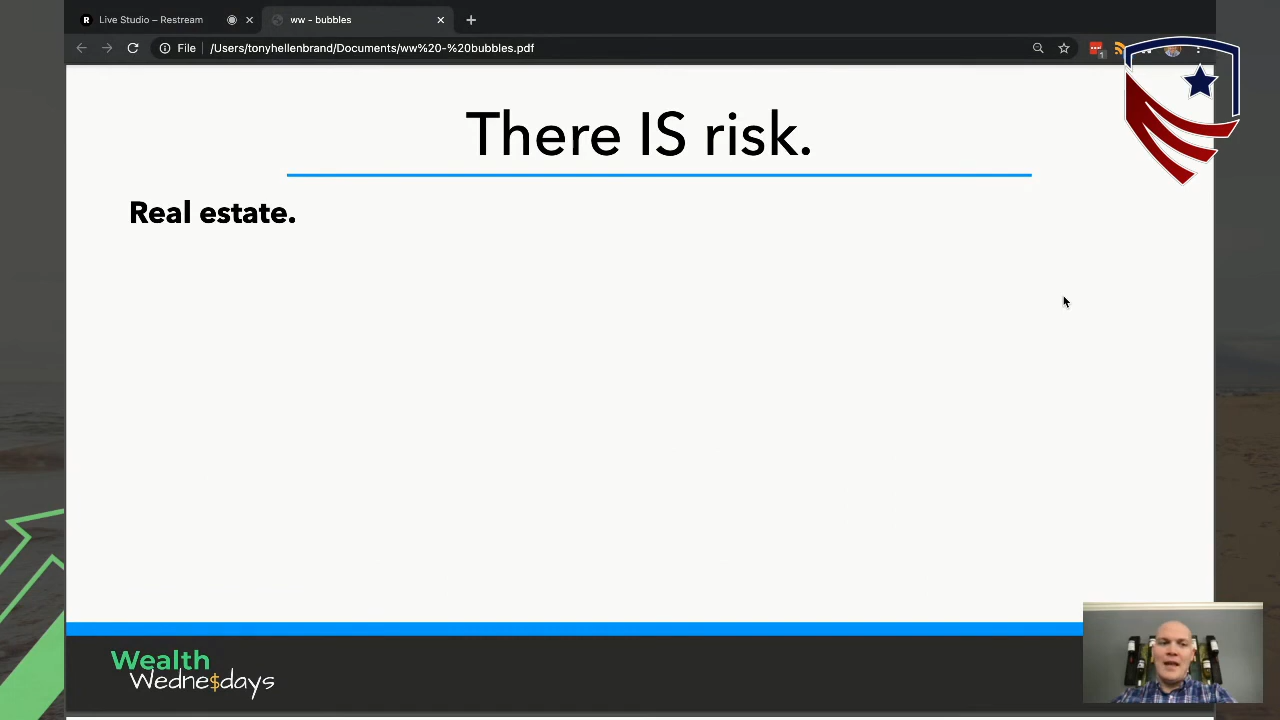 Live Studio – Restream
ww - bubbles
File
/Users/tonyhellenbrand/Documents/ww%20-%20bubbles.pdf
1
There IS risk.
Real estate.
Wealth
Wedne$days